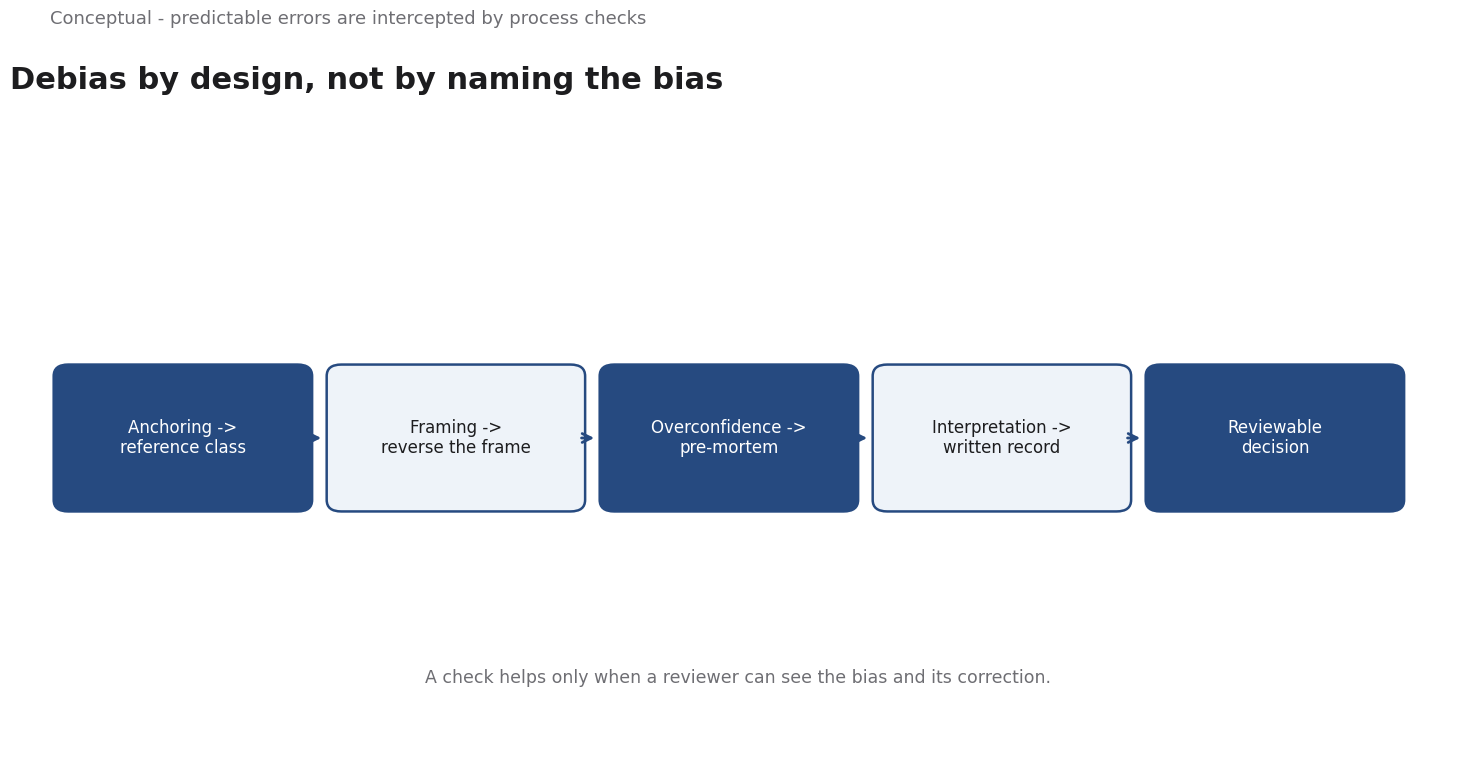 Conceptual - predictable errors are intercepted by process checks
Debias by design, not by naming the bias
Anchoring ->
reference class
Framing ->
reverse the frame
Overconfidence ->
pre-mortem
Interpretation ->
written record
Reviewable
decision
A check helps only when a reviewer can see the bias and its correction.